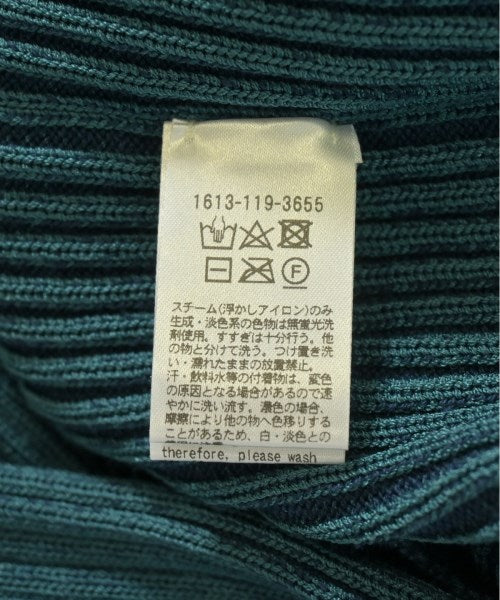 1613-119-3655
F
スチーム(浮かしアイロン)のみ
生成・淡色系の色物は無蛍光洗
剤使用。すすぎは十分行う。他
の物と分けて洗う。つけ置き洗
い・濡れたままの放置禁止。
汗・飲料水等の付着物は、変色
の原因となる場合があるので速
やかに洗い流す。濃色の場合、
摩擦により他の物へ色移りする
ことがあるため、白・淡色との
therefore, please wash